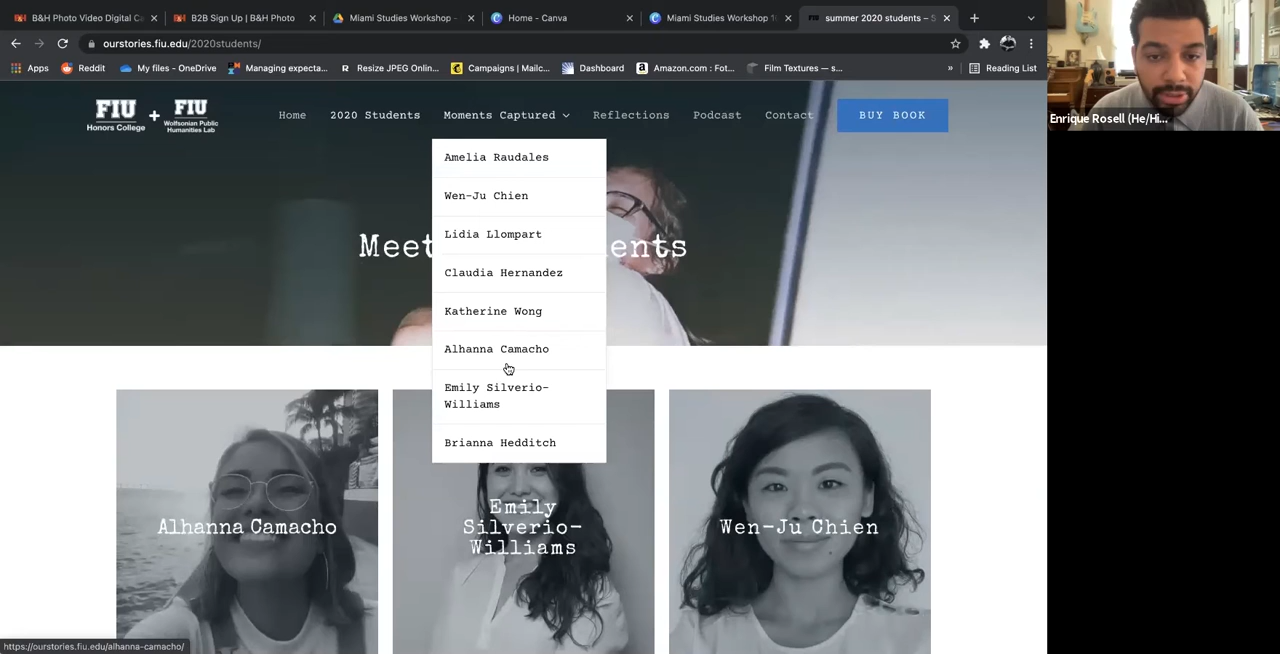 B&H Photo Video Digital Ca
B2B Sign Up | B&H Photo
Miami Studies Workshop -
Home - Canva
Miami Studies Workshop 10
summer 2020 students – S
ourstories.fiu.edu/2020students/
Apps
Reddit
My files - OneDrive
Managing expecta...
Resize JPEG Onlin...
Campaigns | Mailc...
Dashboard
Amazon.com : Fot...
Film Textures — s...
»
Reading List
FIU
Honors College
+
FIU
Wolfsonian Public
Humanities Lab
Home
2020 Students
Moments Captured
Reflections
Podcast
Contact
BUY BOOK
Amelia Raudales
Wen-Ju Chien
Lidia Llompart
Claudia Hernandez
Katherine Wong
Alhanna Camacho
Emily Silverio-
Williams
Brianna Hedditch
Meet ents
Alhanna Camacho
Emily
Silverio-
Williams
Wen-Ju Chien
https://ourstories.fiu.edu/alhanna-camacho/
Enrique Rosell (He/Hi...